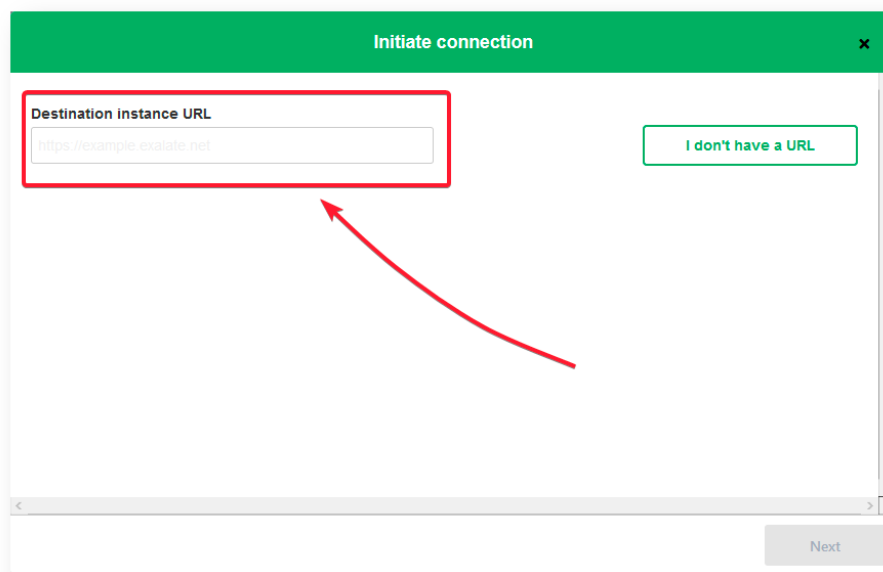 Initiate connection
Destination instance URL
https://example.exalate.net
I don't have a URL
Next